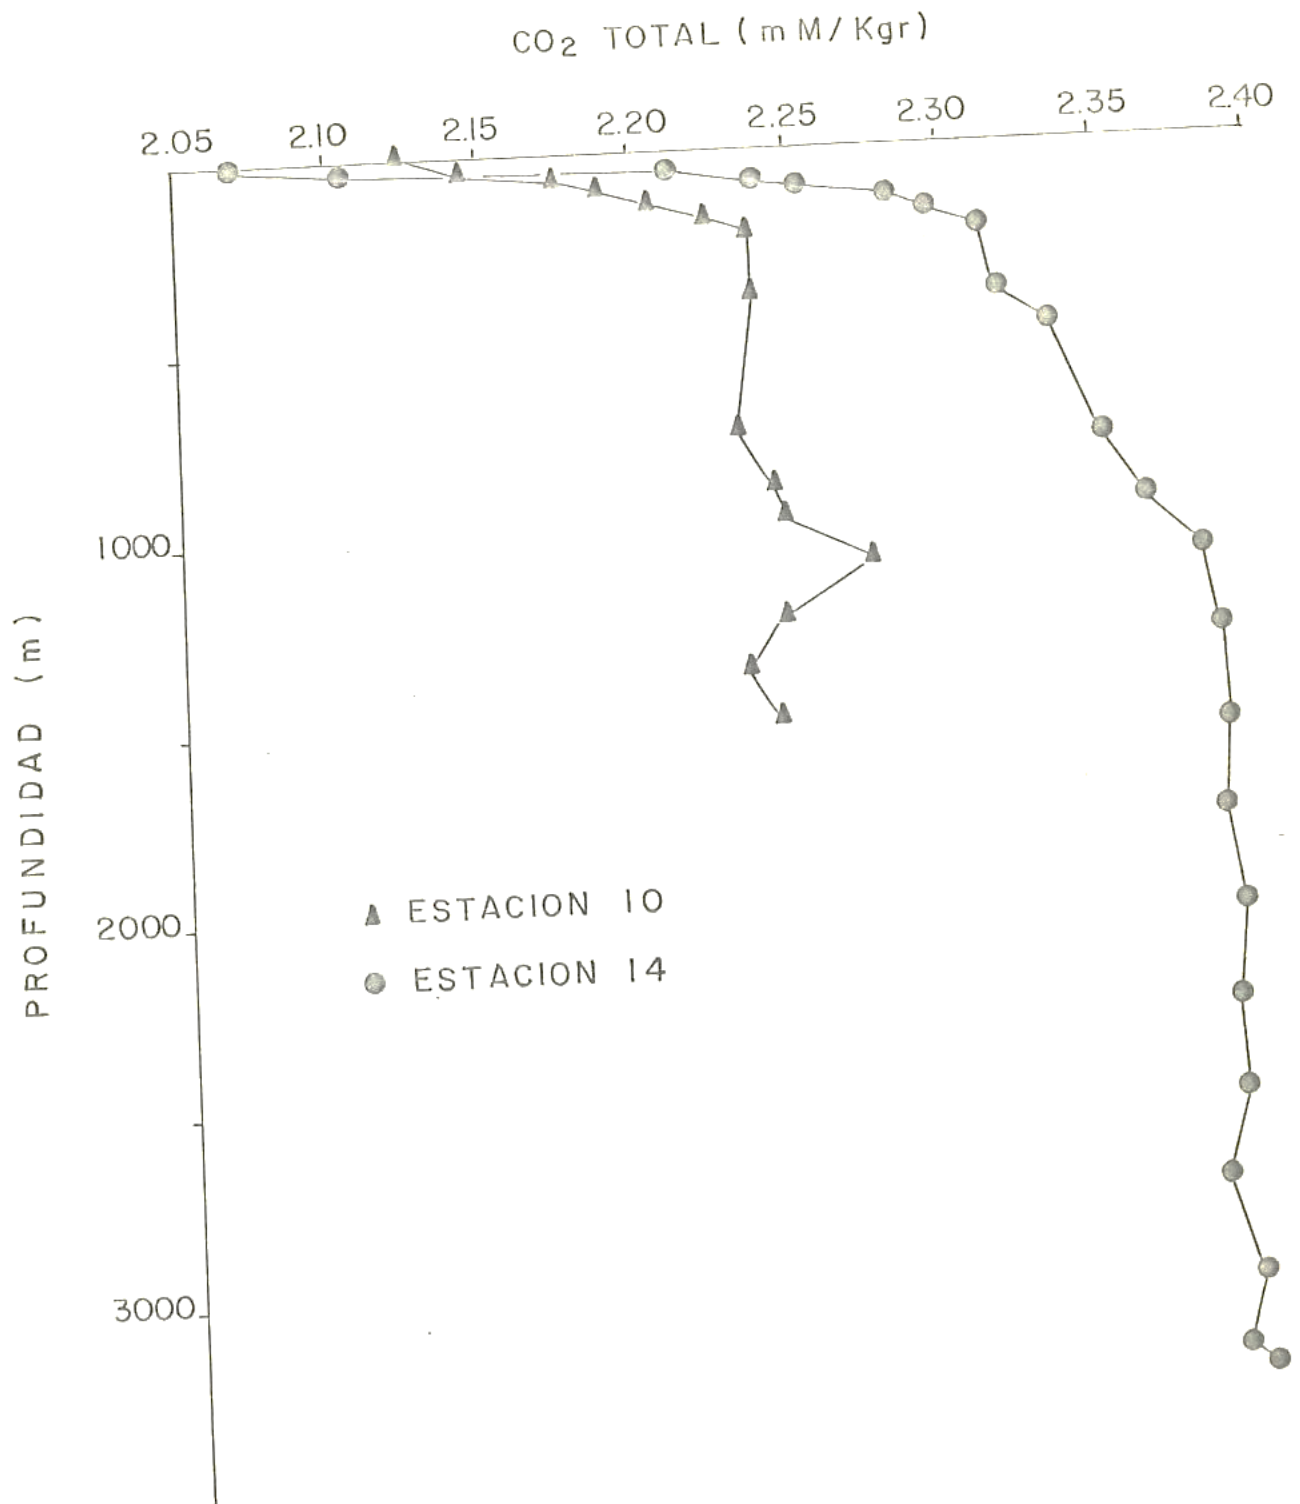 CO2 TOTAL (mM/Kgr)
2.05 2.10 2.15 2.20 2.25 2.30 2.35 2.40
1000
2000
3000
PROFUNDIDAD (m)
ESTACION 10
ESTACION 14